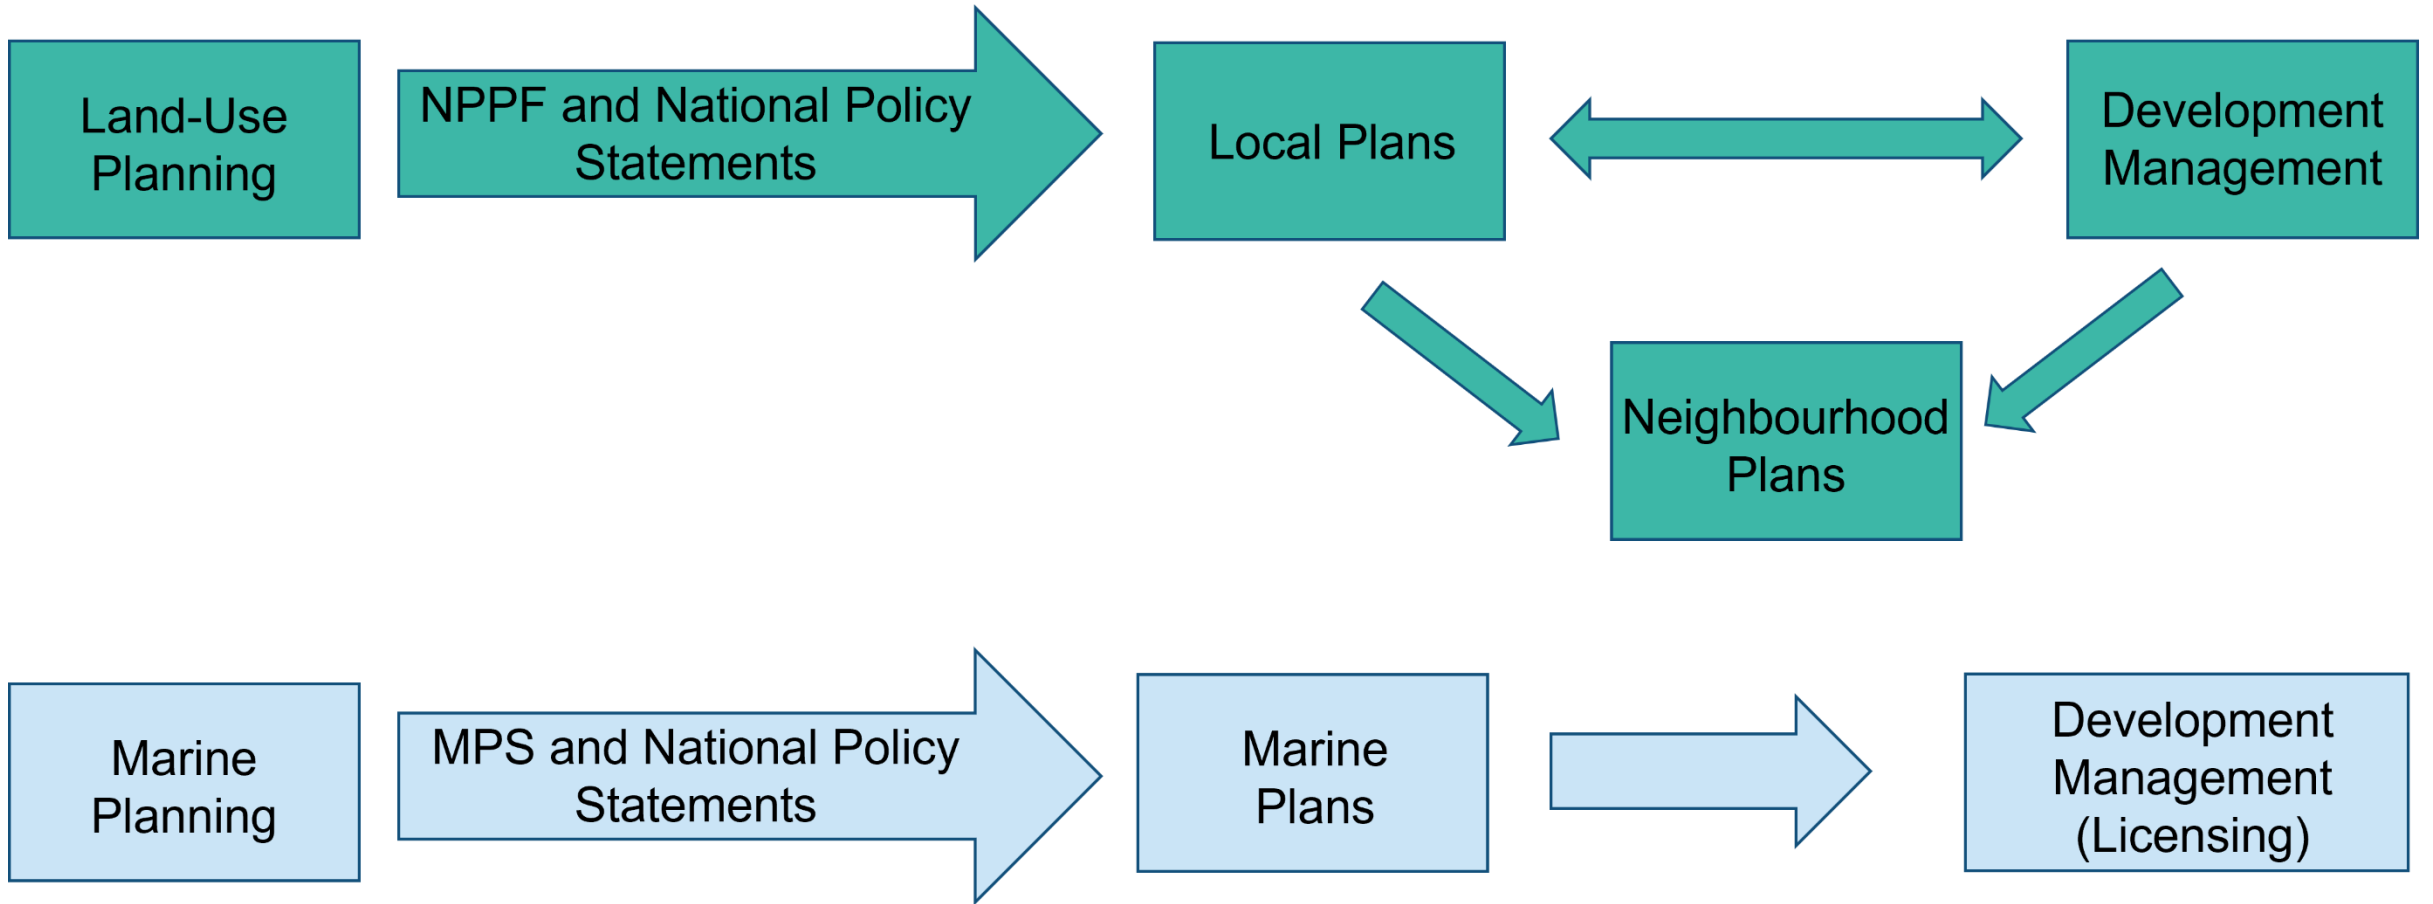 Land-Use
Planning
NPPF and National Policy
Statements
Local Plans
Development
Management
Neighbourhood
Plans
Marine
Planning
MPS and National Policy
Statements
Marine
Plans
Development
Management
(Licensing)